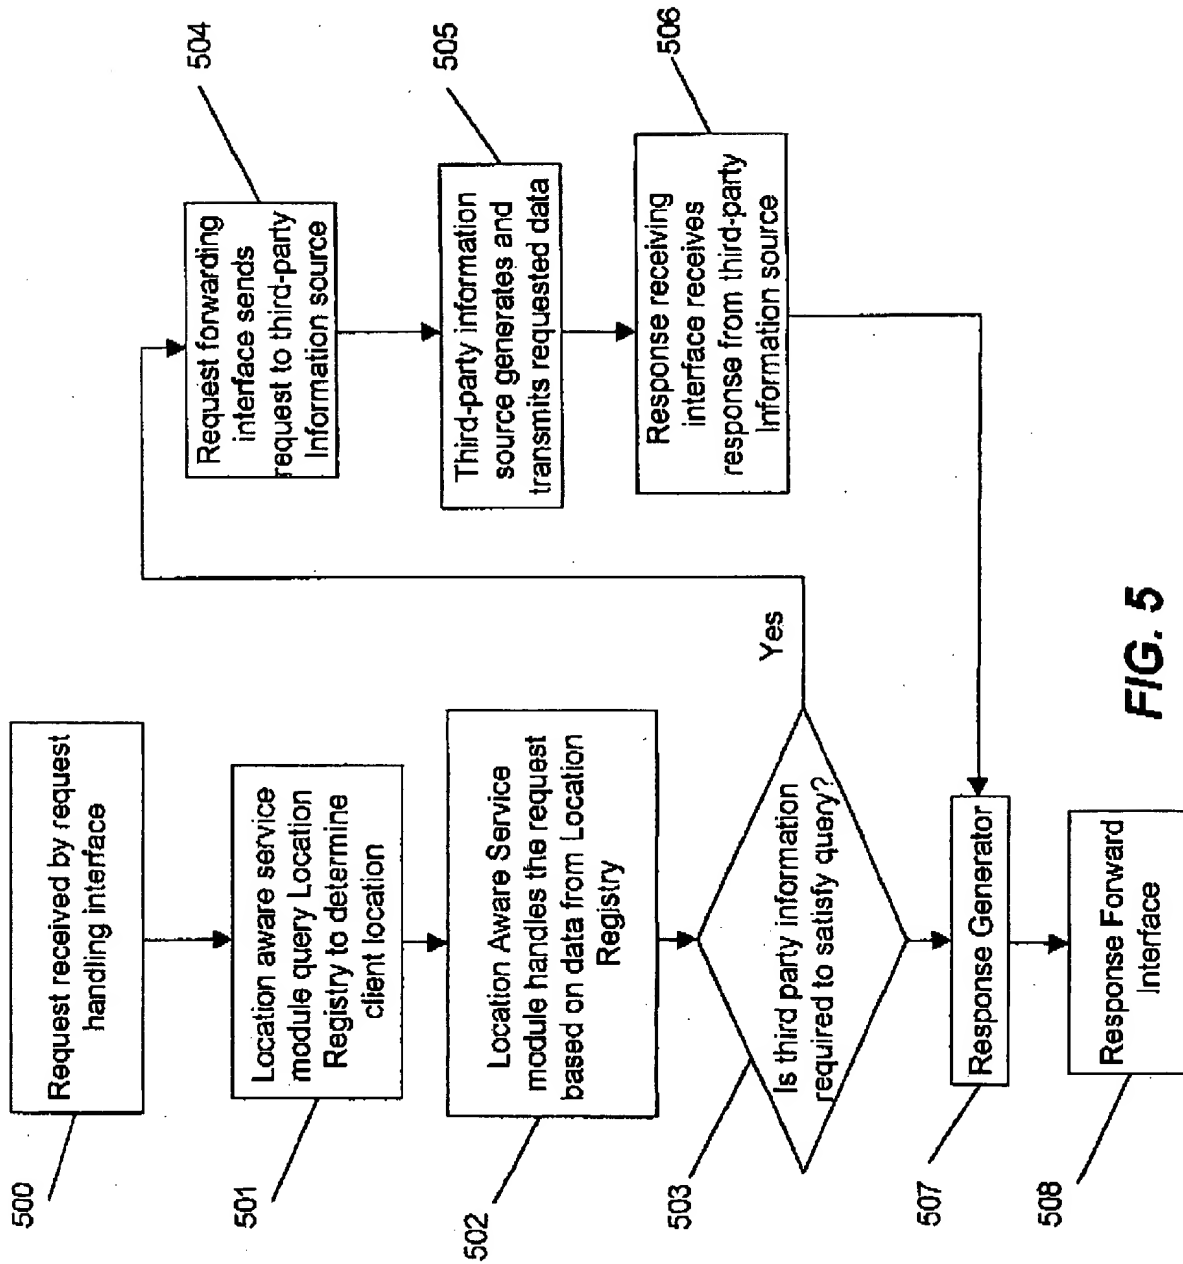 500
Request received by request
handling interface
501
Location aware service
module query Location
Registry to determine
client location
502
Location Aware Service
module handles the request
based on data from Location
Registry
503
Is third party information
required to satisfy query?
Yes
504
Request forwarding
interface sends
request to third-party
Information source
505
Third-party information
source generates and
transmits requested data
506
Response receiving
interface receives
response from third-party
Information source
507
Response Generator
508
Response Forward
Interface
FIG. 5